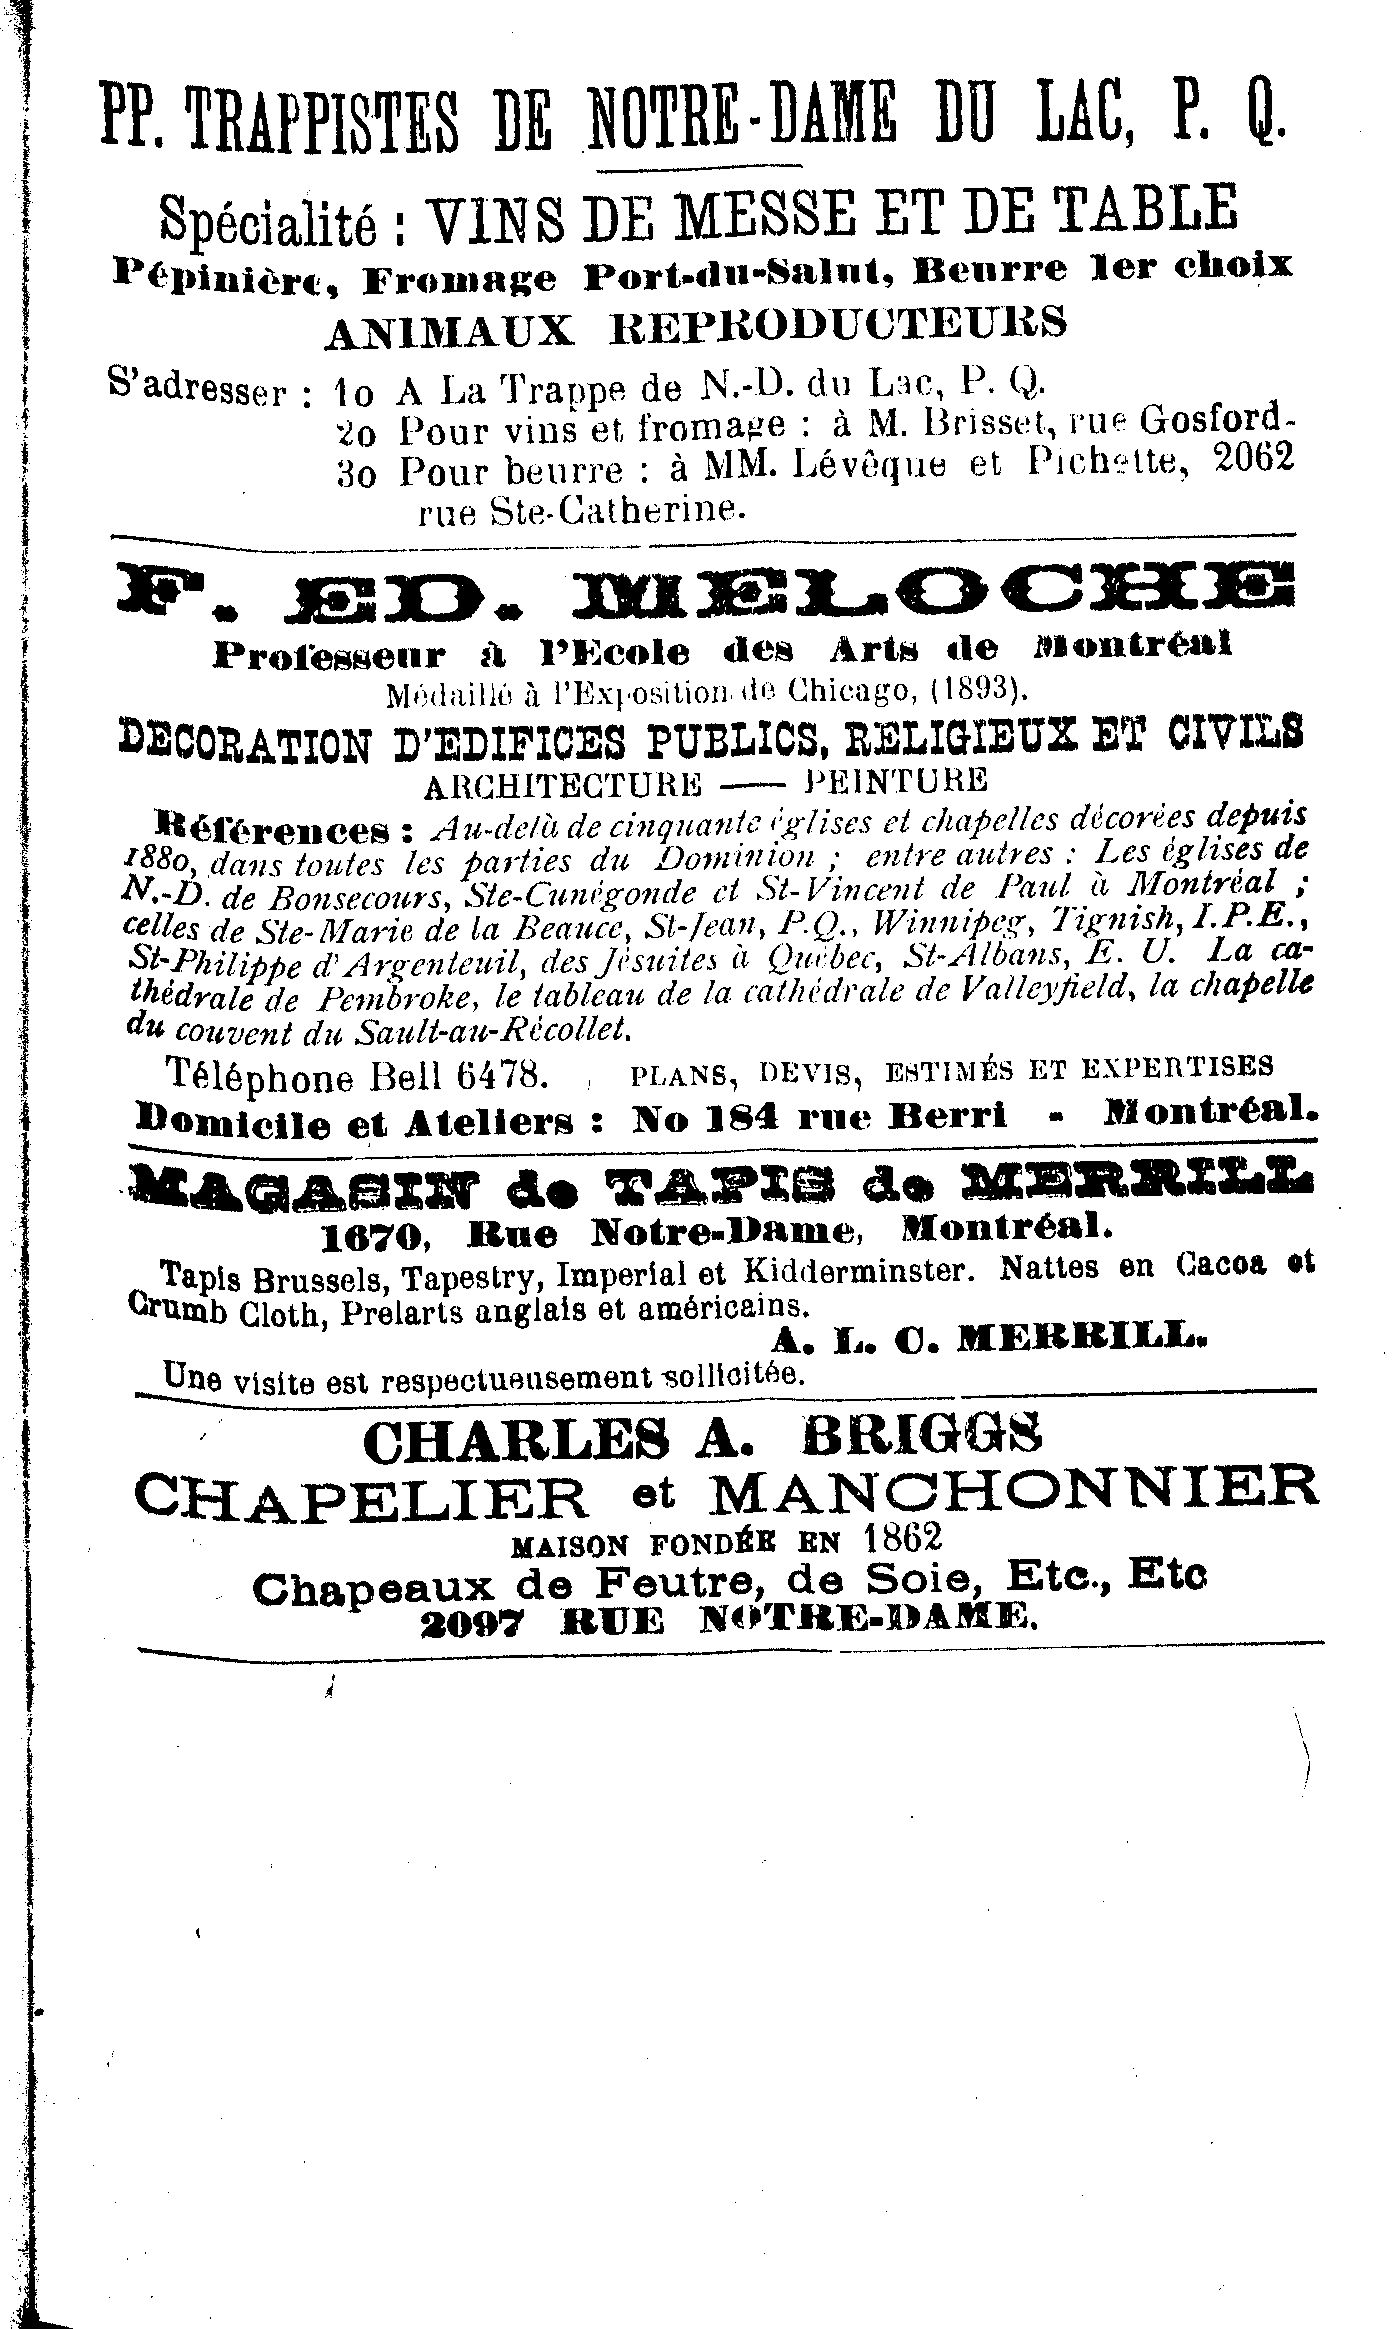 PP. TRAPPISTES DE NOTRE-DAME DU LAC, P. Q.
Spécialité : VINS DE MESSE ET DE TABLE
Pépinière, Fromage Port-du-Salut, Beurre 1er choix
ANIMAUX REPRODUCTEURS
S'adresser : 1o A La Trappe de N.-D. du Lac, P. Q.
2o Pour vins et fromage : à M. Brisset, rue Gosford-
3o Pour beurre : à MM. Lévêque et Pichette, 2062
rue Ste-Catherine.
F. ED. MELOCHE
Professeur à l'Ecole des Arts de Montréal
Médaillé à l'Exposition de Chicago, (1893).
DECORATION D'EDIFICES PUBLICS, RELIGIEUX ET CIVILS
ARCHITECTURE —— PEINTURE
Références : Au-delà de cinquante églises et chapelles décorées depuis
1880, dans toutes les parties du Dominion ; entre autres : Les églises de
N.-D. de Bonsecours, Ste-Cunégonde et St-Vincent de Paul à Montréal ;
celles de Ste-Marie de la Beauce, St-Jean, P.Q., Winnipeg, Tignish, I.P.E.,
St-Philippe d'Argenteuil, des Jésuites à Québec, St-Albans, E. U. La ca-
thédrale de Pembroke, le tableau de la cathédrale de Valleyfield, la chapelle
du couvent du Sault-au-Récollet.
Téléphone Bell 6478. PLANS, DEVIS, ESTIMÉS ET EXPERTISES
Domicile et Ateliers : No 184 rue Berri - Montréal.
MAGASIN de TAPIS de MERRILL
1670, Rue Notre-Dame, Montréal.
Tapis Brussels, Tapestry, Imperial et Kidderminster. Nattes en Cacoa et
Crumb Cloth, Prelarts anglais et américains.
A. L. C. MERRILL.
Une visite est respectueusement sollicitée.
CHARLES A. BRIGGS
CHAPELIER et MANCHONNIER
MAISON FONDÉE EN 1862
Chapeaux de Feutre, de Soie, Etc., Etc
2097 RUE NOTRE-DAME.